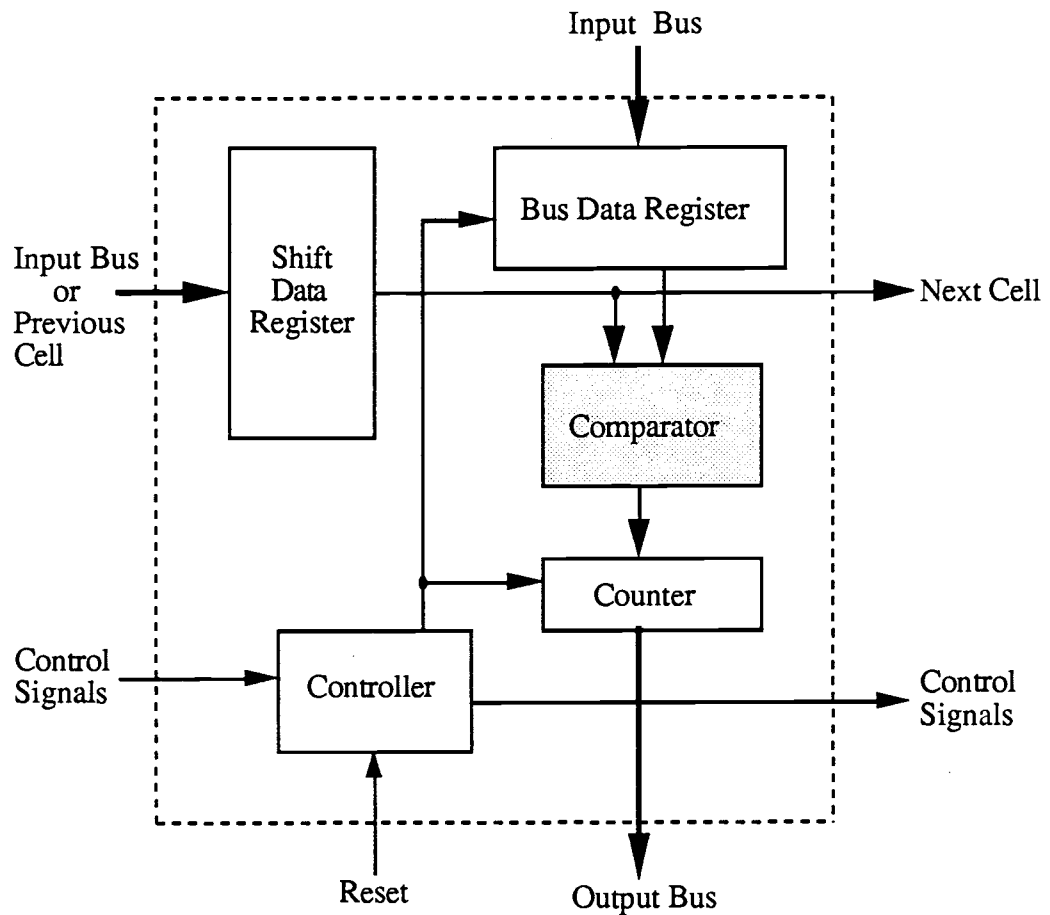 Input Bus
Bus Data Register
Input Bus
or
Previous
Cell
Shift
Data
Register
Next Cell
Comparator
Counter
Control
Signals
Controller
Control
Signals
Reset
Output Bus